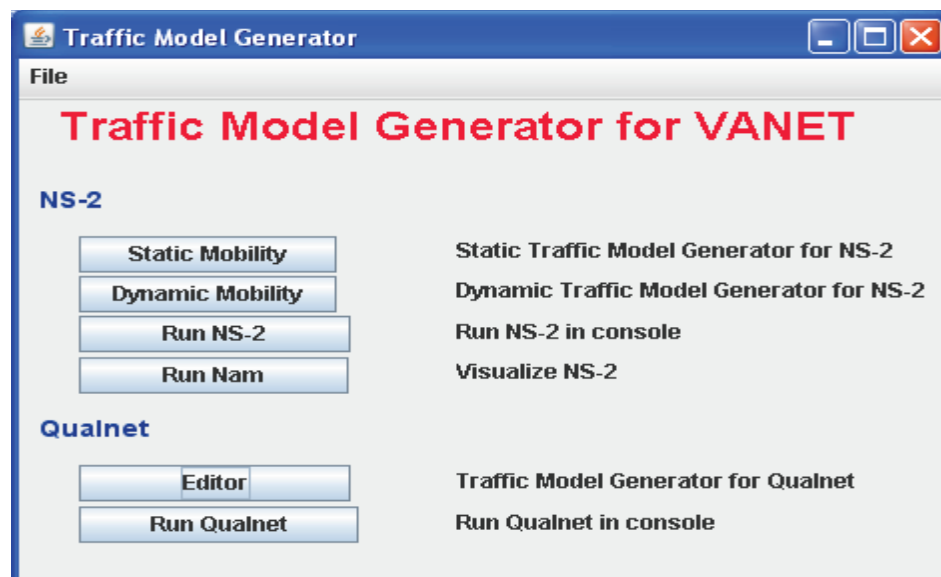 Traffic Model Generator
File
Traffic Model Generator for VANET
NS-2
Static Mobility Static Traffic Model Generator for NS-2
Dynamic Mobility Dynamic Traffic Model Generator for NS-2
Run NS-2 Run NS-2 in console
Run Nam Visualize NS-2
Qualnet
Editor Traffic Model Generator for Qualnet
Run Qualnet Run Qualnet in console